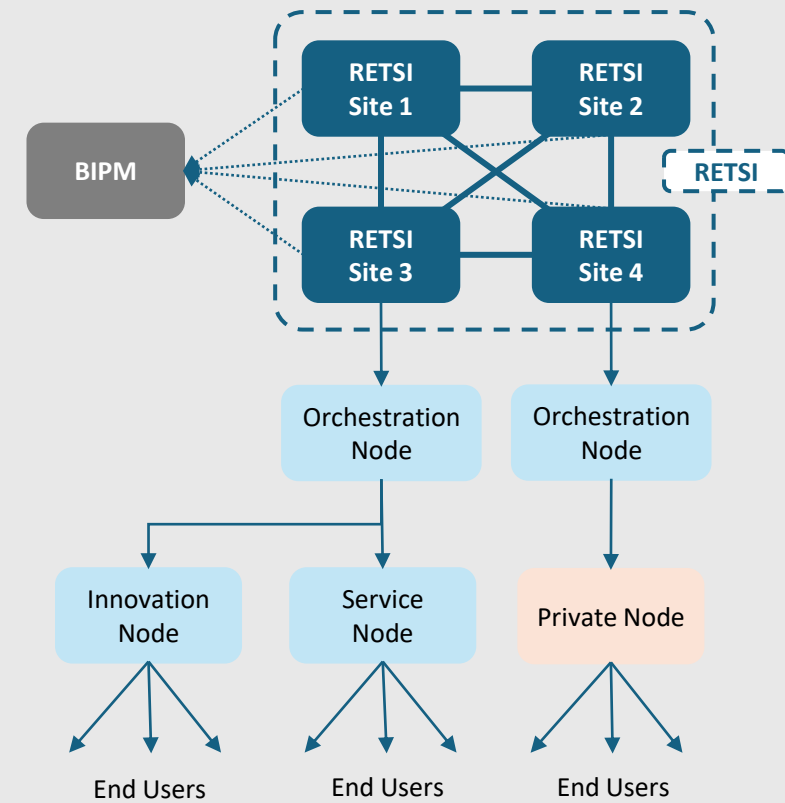 RETSI
Site 1
RETSI
Site 2
BIPM
RETSI
RETSI
Site 3
RETSI
Site 4
Orchestration
Node
Orchestration
Node
Innovation
Node
Service
Node
Private Node
End Users
End Users
End Users